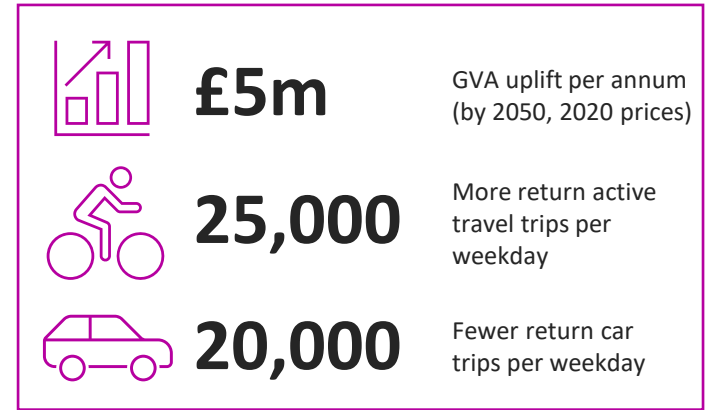 £5m
GVA uplift per annum
(by 2050, 2020 prices)
25,000
More return active
travel trips per
weekday
20,000
Fewer return car
trips per weekday